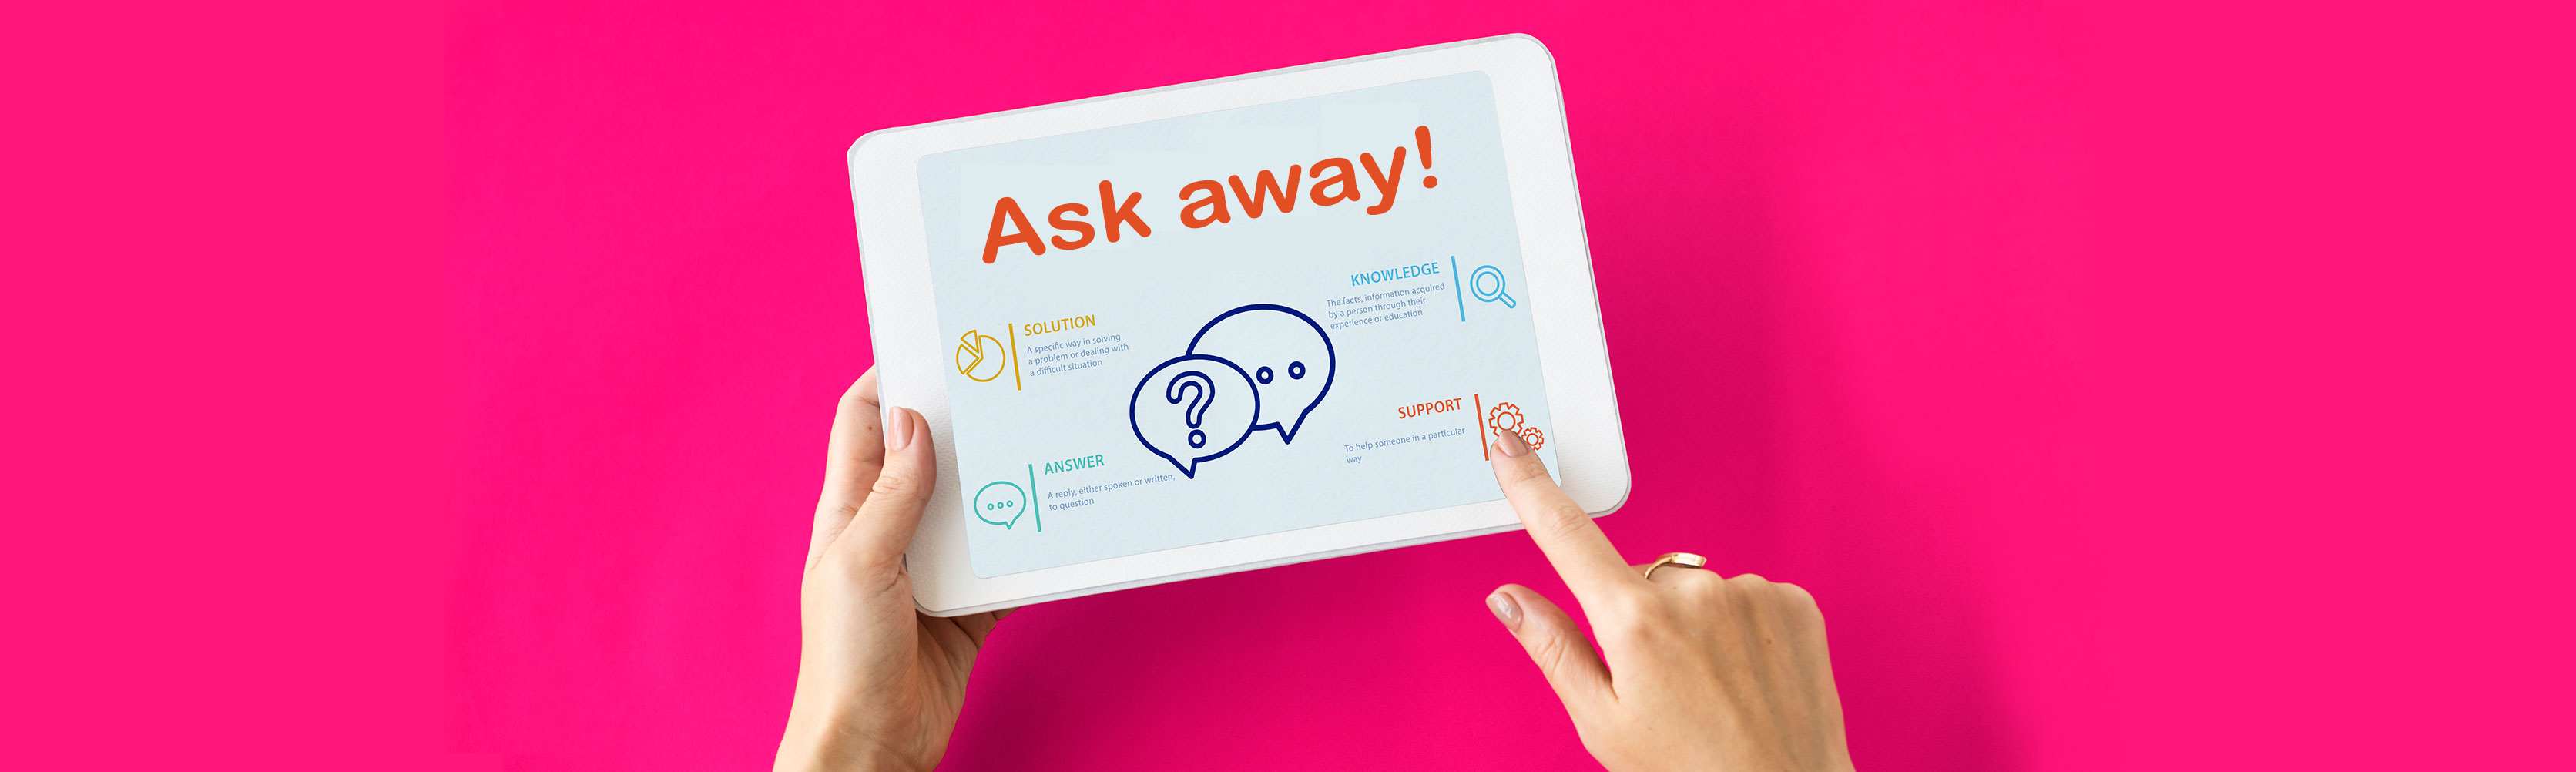 Ask away!
SOLUTION
A specific way in solving
a problem or dealing with
a difficult situation
KNOWLEDGE
The facts, information acquired
by a person through their
experience or education
ANSWER
A reply, either spoken or written,
to question
SUPPORT
To help someone in a particular
way